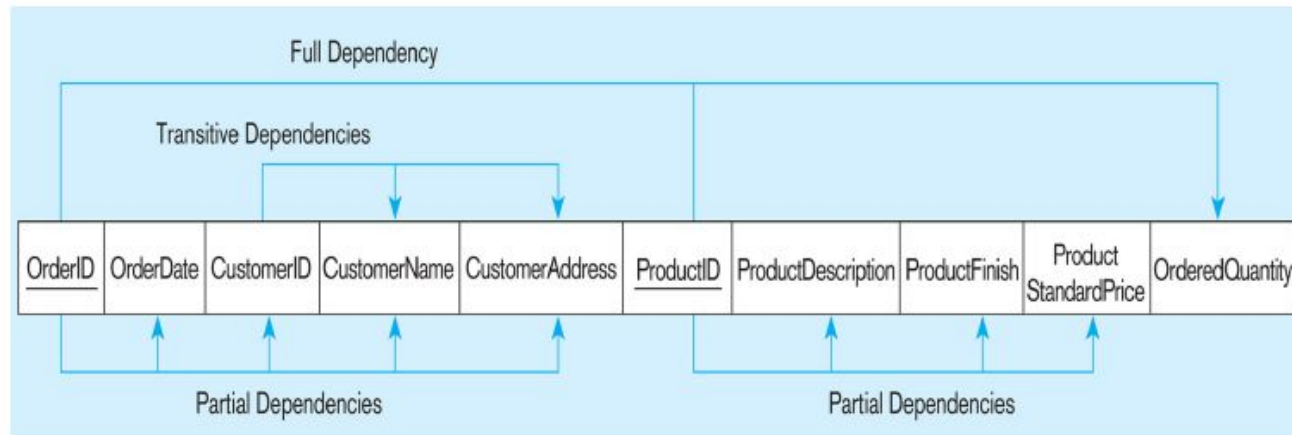 Full Dependency
Transitive Dependencies
OrderID OrderDate CustomerID CustomerName CustomerAddress ProductID ProductDescription ProductFinish Product StandardPrice OrderedQuantity
Partial Dependencies Partial Dependencies